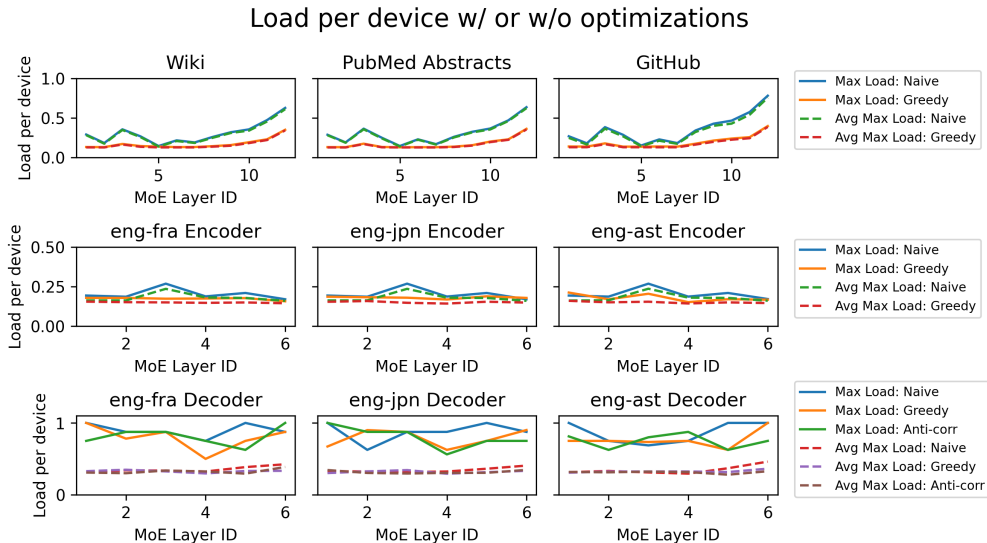 Load per device w/ or w/o optimizations
Wiki
PubMed Abstracts
GitHub
Load per device
1.0
0.5
0.0
5
10
5
10
5
10
MoE Layer ID
MoE Layer ID
MoE Layer ID
Max Load: Naive
Max Load: Greedy
Avg Max Load: Naive
Avg Max Load: Greedy
eng-fra Encoder
eng-jpn Encoder
eng-ast Encoder
Load per device
0.50
0.25
0.00
2
4
6
2
4
6
2
4
6
MoE Layer ID
MoE Layer ID
MoE Layer ID
Max Load: Naive
Max Load: Greedy
Avg Max Load: Naive
Avg Max Load: Greedy
eng-fra Decoder
eng-jpn Decoder
eng-ast Decoder
Load per device
1
0
2
4
6
2
4
6
2
4
6
MoE Layer ID
MoE Layer ID
MoE Layer ID
Max Load: Naive
Max Load: Greedy
Max Load: Anti-corr
Avg Max Load: Naive
Avg Max Load: Greedy
Avg Max Load: Anti-corr